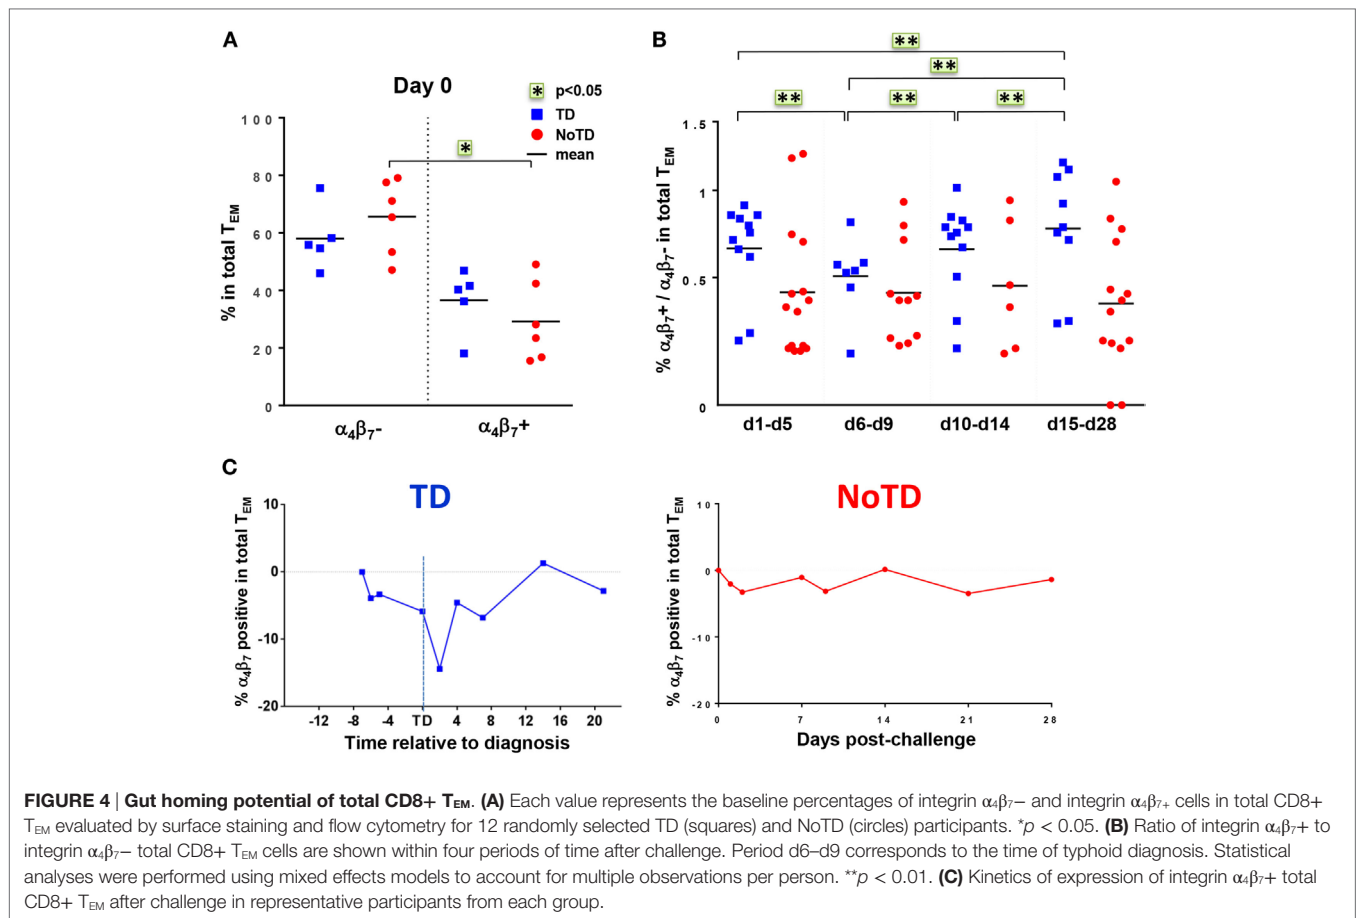 A
Day 0
* p<0.05
TD
NoTD
mean
*
% in total TEM
100
80
60
40
20
0
α4β7-
α4β7+
B
**
**
**
**
**
% α4β7+ / α4β7- in total TEM
1.5
1
0.5
0
d1-d5
d6-d9
d10-d14
d15-d28
C
TD
% α4β7 positive in total TEM
10
0
-10
-20
-12
-8
-4
TD
4
8
12
16
20
Time relative to diagnosis
NoTD
% α4β7 positive in total TEM
10
0
-10
-20
0
7
14
21
28
Days post-challenge
FIGURE 4 | Gut homing potential of total CD8+ TEM. (A) Each value represents the baseline percentages of integrin α4β7− and integrin α4β7+ cells in total CD8+
TEM evaluated by surface staining and flow cytometry for 12 randomly selected TD (squares) and NoTD (circles) participants. *p < 0.05. (B) Ratio of integrin α4β7+ to
integrin α4β7− total CD8+ TEM cells are shown within four periods of time after challenge. Period d6–d9 corresponds to the time of typhoid diagnosis. Statistical
analyses were performed using mixed effects models to account for multiple observations per person. **p < 0.01. (C) Kinetics of expression of integrin α4β7+ total
CD8+ TEM after challenge in representative participants from each group.